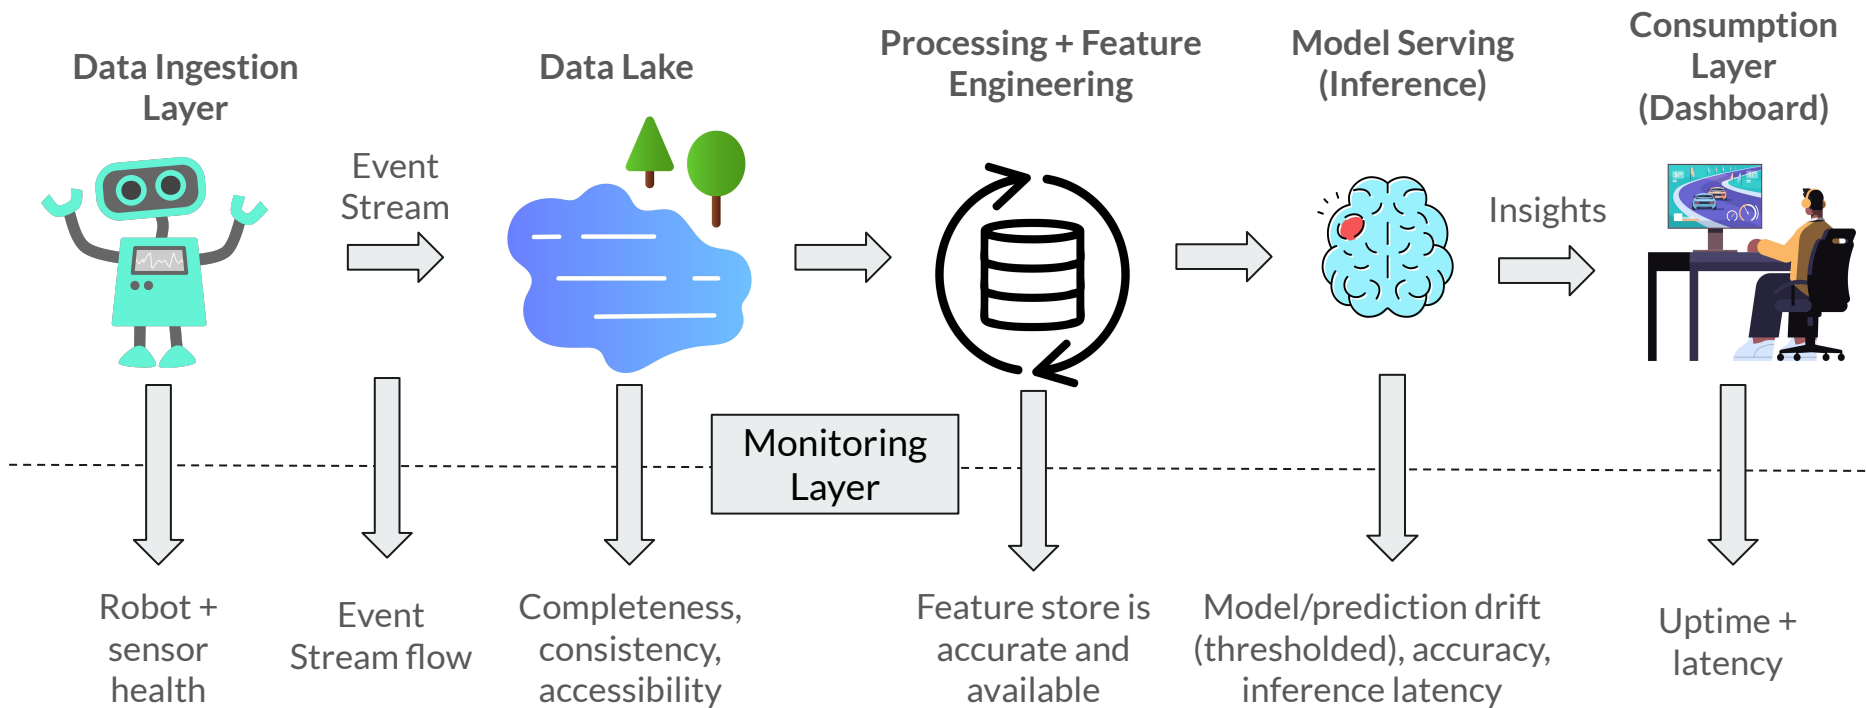 Data Ingestion
Layer
Event
Stream
Data Lake
Processing + Feature
Engineering
Model Serving
(Inference)
Insights
Consumption
Layer
(Dashboard)
Monitoring
Layer
Robot +
sensor
health
Event
Stream flow
Completeness,
consistency,
accessibility
Feature store is
accurate and
available
Model/prediction drift
(thresholded), accuracy,
inference latency
Uptime +
latency